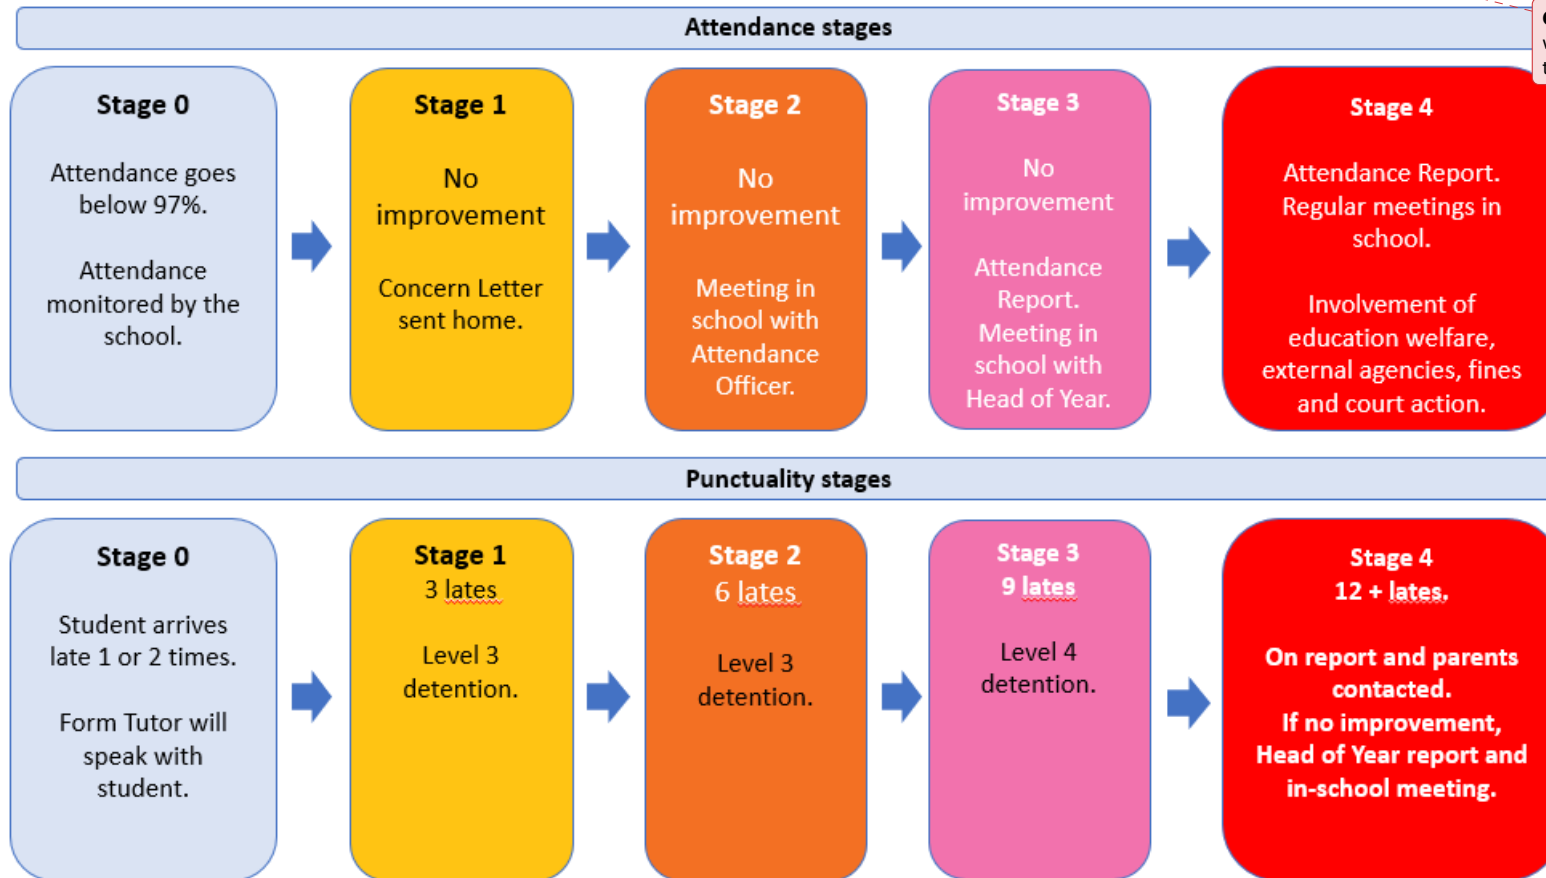 Attendance stages
Stage 0
Attendance goes
below 97%.
Attendance
monitored by the
school.
Stage 1
No
improvement
Concern Letter
sent home.
Stage 2
No
improvement
Meeting in
school with
Attendance
Officer.
Stage 3
No
improvement
Attendance
Report.
Meeting in
school with
Head of Year.
Stage 4
Attendance Report.
Regular meetings in
school.
Involvement of
education welfare,
external agencies, fines
and court action.
Punctuality stages
Stage 0
Student arrives
late 1 or 2 times.
Form Tutor will
speak with
student.
Stage 1
3 lates
Level 3
detention.
Stage 2
6 lates
Level 3
detention.
Stage 3
9 lates
Level 4
detention.
Stage 4
12 + lates.
On report and parents
contacted.
If no improvement,
Head of Year report and
in-school meeting.